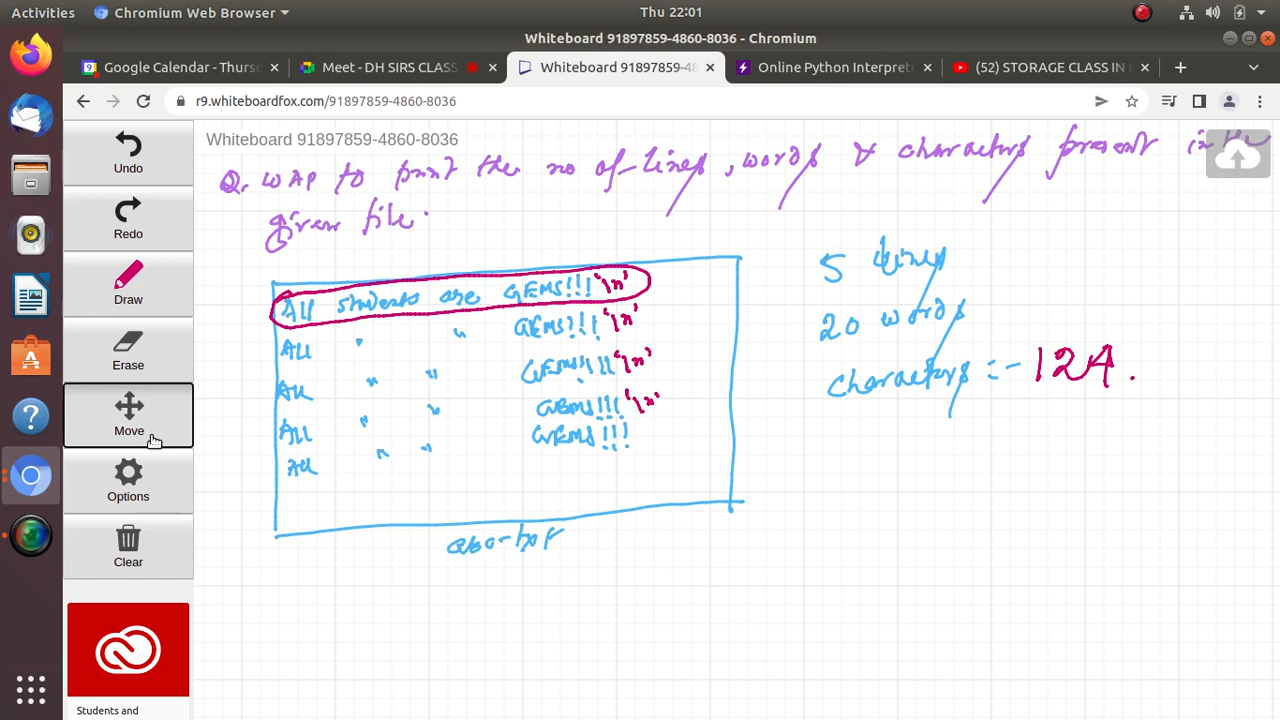 Activities Chromium Web Browser Thu 22:01
Whiteboard 91897859-4860-8036 - Chromium
Google Calendar - Thurs Meet - DH SIRS CLASS Whiteboard 91897859-48 Online Python Interpret (52) STORAGE CLASS IN
r9.whiteboardfox.com/91897859-4860-8036
Whiteboard 91897859-4860-8036
Undo
Redo
Draw
Erase
Move
Options
Clear
Students and
Q. WAP to print the no of lines, words & characters present in the
given file.
All students are GEMS!!! '\n'
All " " GEMS!!! '\n'
All " " GEMS!!! '\n'
All " " GEMS!!! '\n'
All " " GEMS!!!
abc.txt
5 lines
20 words
characters = 124.